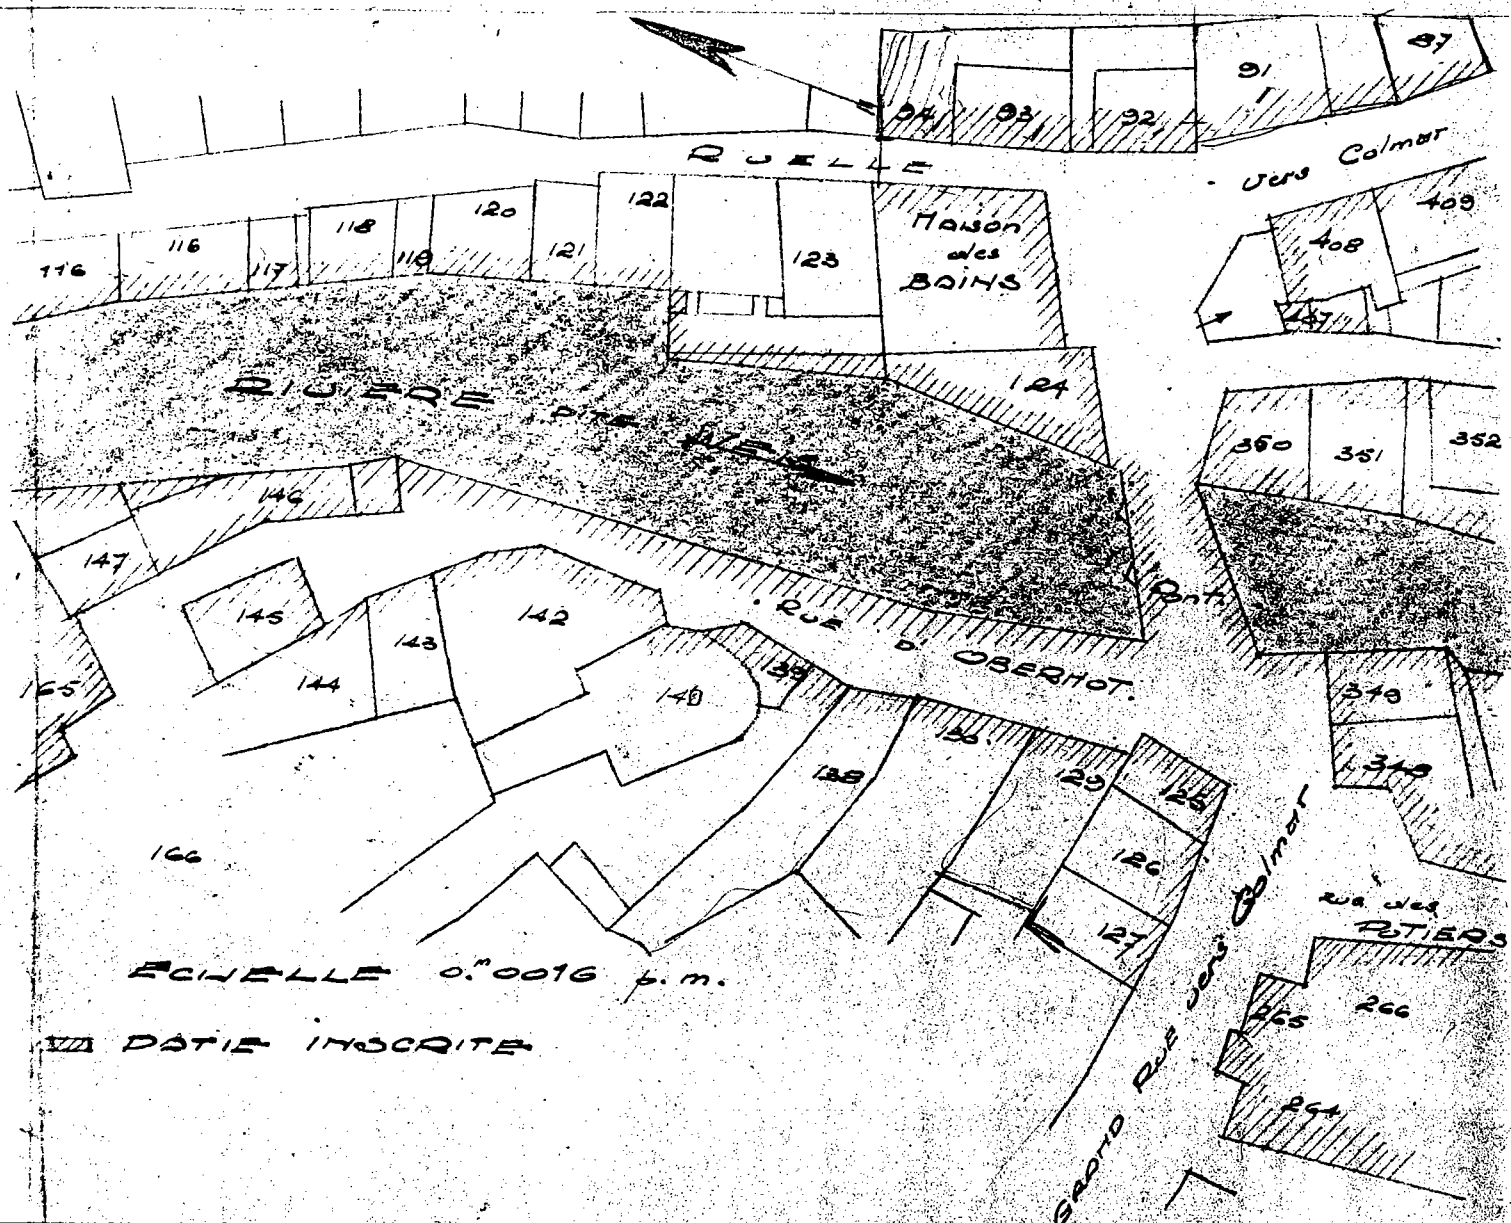 87
91
94 93 92
RUELLE
vers Colmar
409
408
116 116 117 118 119 120 121 122 123
MAISON
des
BAINS
447
124
RIVIERE DITE WEIS
350 351 352
146
147
Pont.
145 143 142
RUE D'OBERHOT.
165
144
140 139
349
138 130. 129 125
348
166
126
127
rue des
POTIERS
GRAND RUE vers Colmar
ECHELLE 0.m0016 p.m.
265 266
PATIE INSCRITE
264